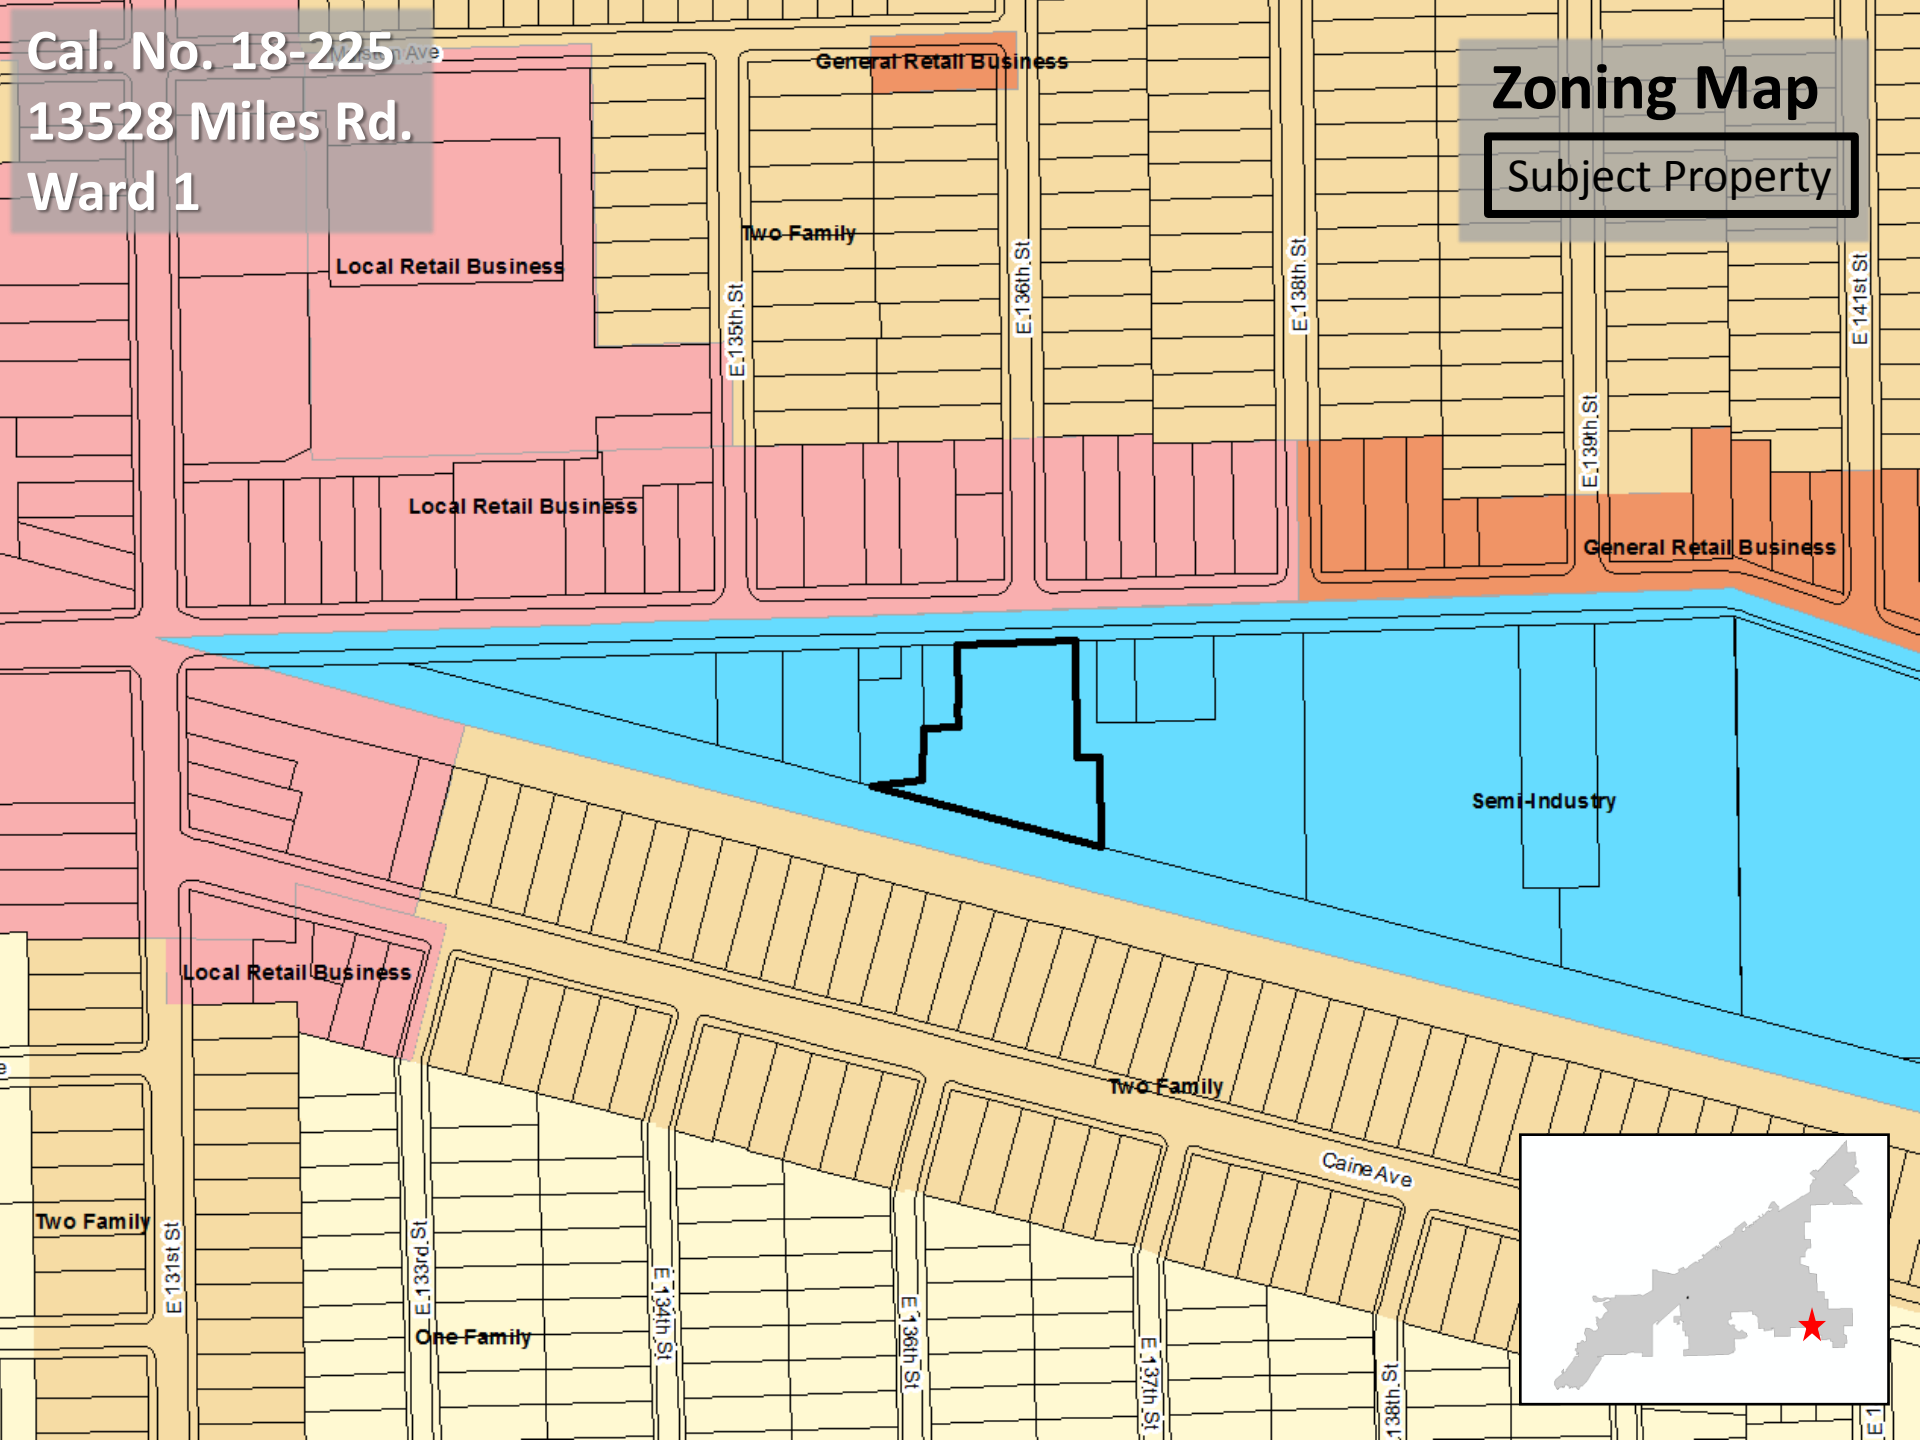 Cal. No. 18-225
13528 Miles Rd.
Ward 1
Ave
General Retail Business
Zoning Map
Subject Property
Two Family
Local Retail Business
E 135th St
E 136th St
E 138th St
E 141st St
E 139th St
Local Retail Business
General Retail Business
Semi-Industry
Local Retail Business
Two Family
Caine Ave
Two Family
E 131st St
E 133rd St
One Family
E 134th St
E 136th St
E 137th St
138th St
E 1